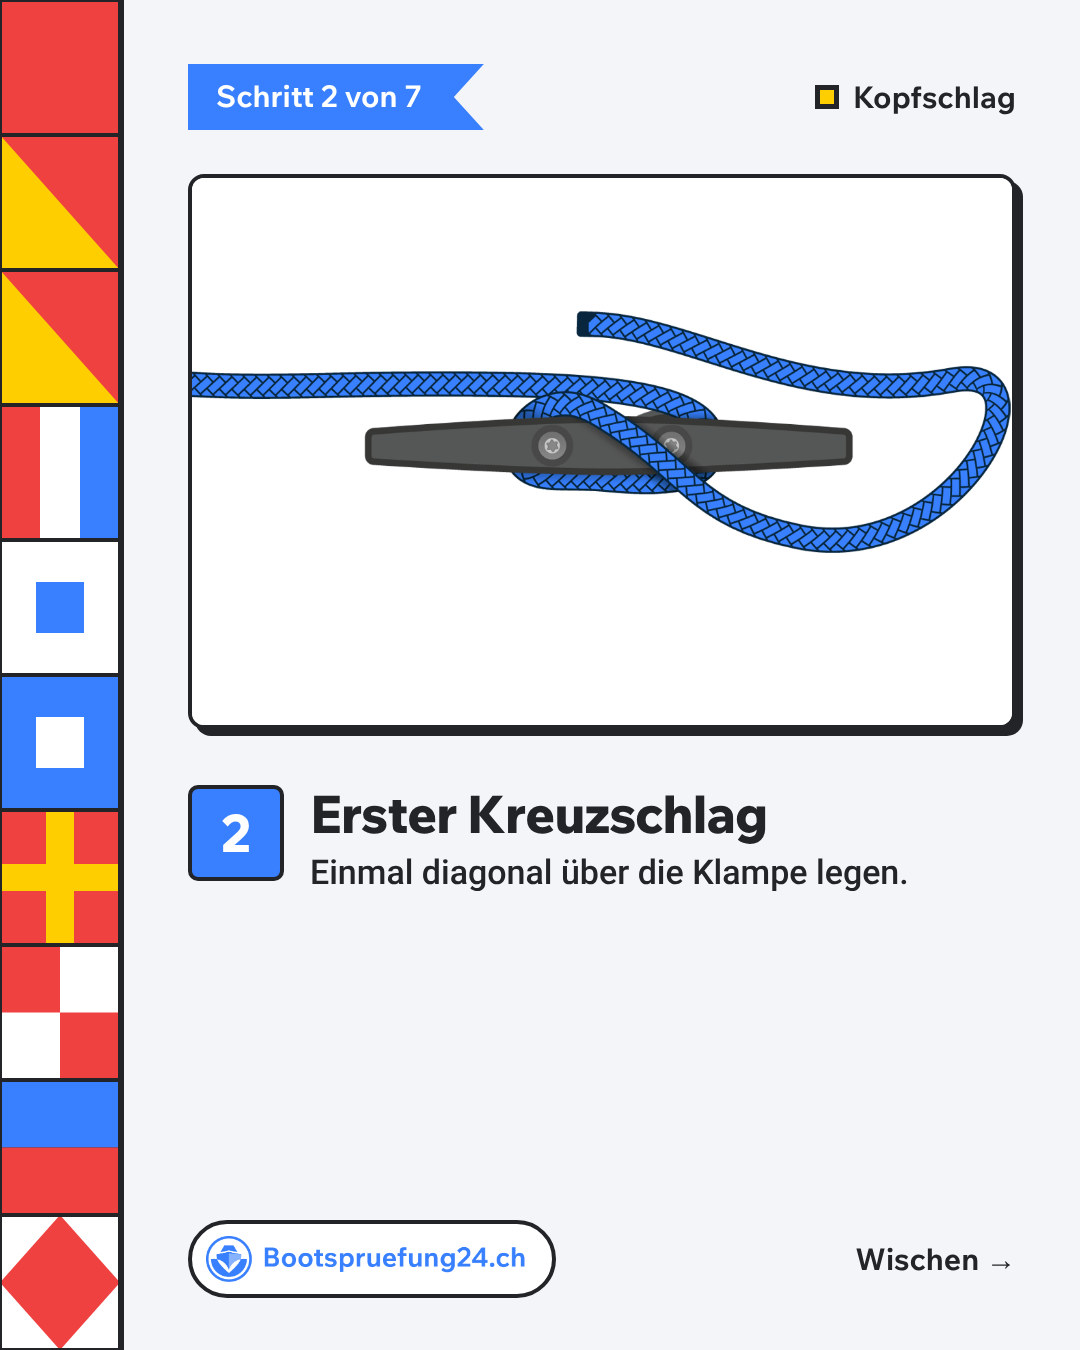 Schritt 2 von 7
Kopfschlag
2
Erster Kreuzschlag
Einmal diagonal über die Klampe legen.
Bootspruefung24.ch
Wischen →